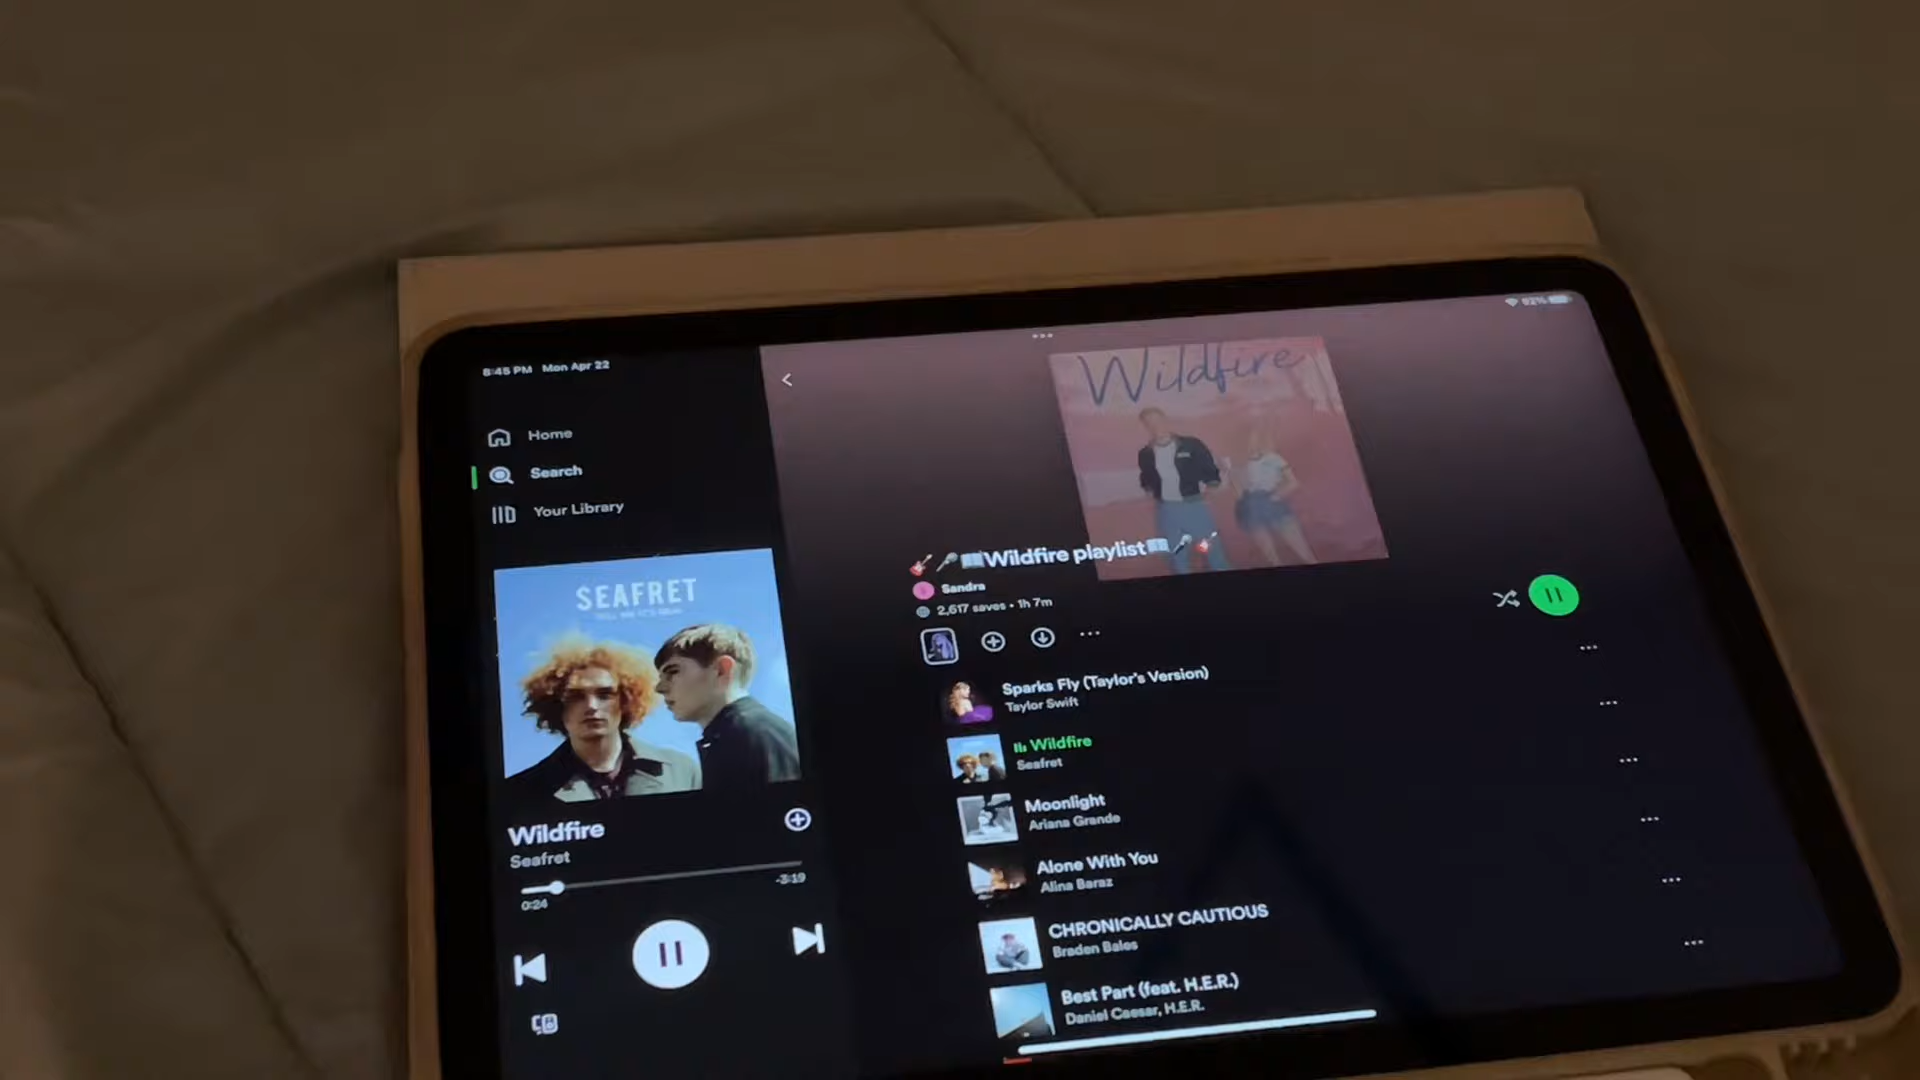 8:45 PM Mon Apr 22
92%
Home
Search
Your Library
SEAFRET
Wildfire
Seafret
0:24
-3:19
Wildfire
Wildfire playlist
Sandra
2,617 saves • 1h 7m
Sparks Fly (Taylor's Version)
Taylor Swift
Wildfire
Seafret
Moonlight
Ariana Grande
Alone With You
Alina Baraz
CHRONICALLY CAUTIOUS
Braden Bales
Best Part (feat. H.E.R.)
Daniel Caesar, H.E.R.